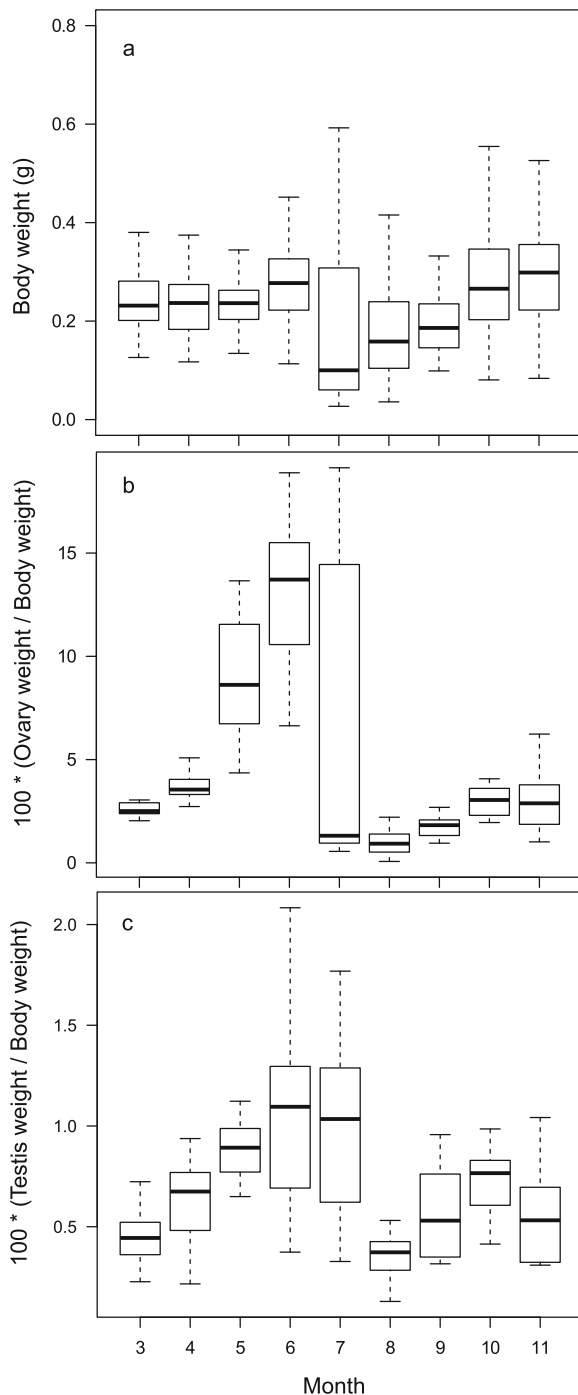 a
Body weight (g)
0.8
0.6
0.4
0.2
0.0
b
100 * (Ovary weight / Body weight)
15
10
5
0
c
100 * (Testis weight / Body weight)
2.0
1.5
1.0
0.5
3 4 5 6 7 8 9 10 11
Month